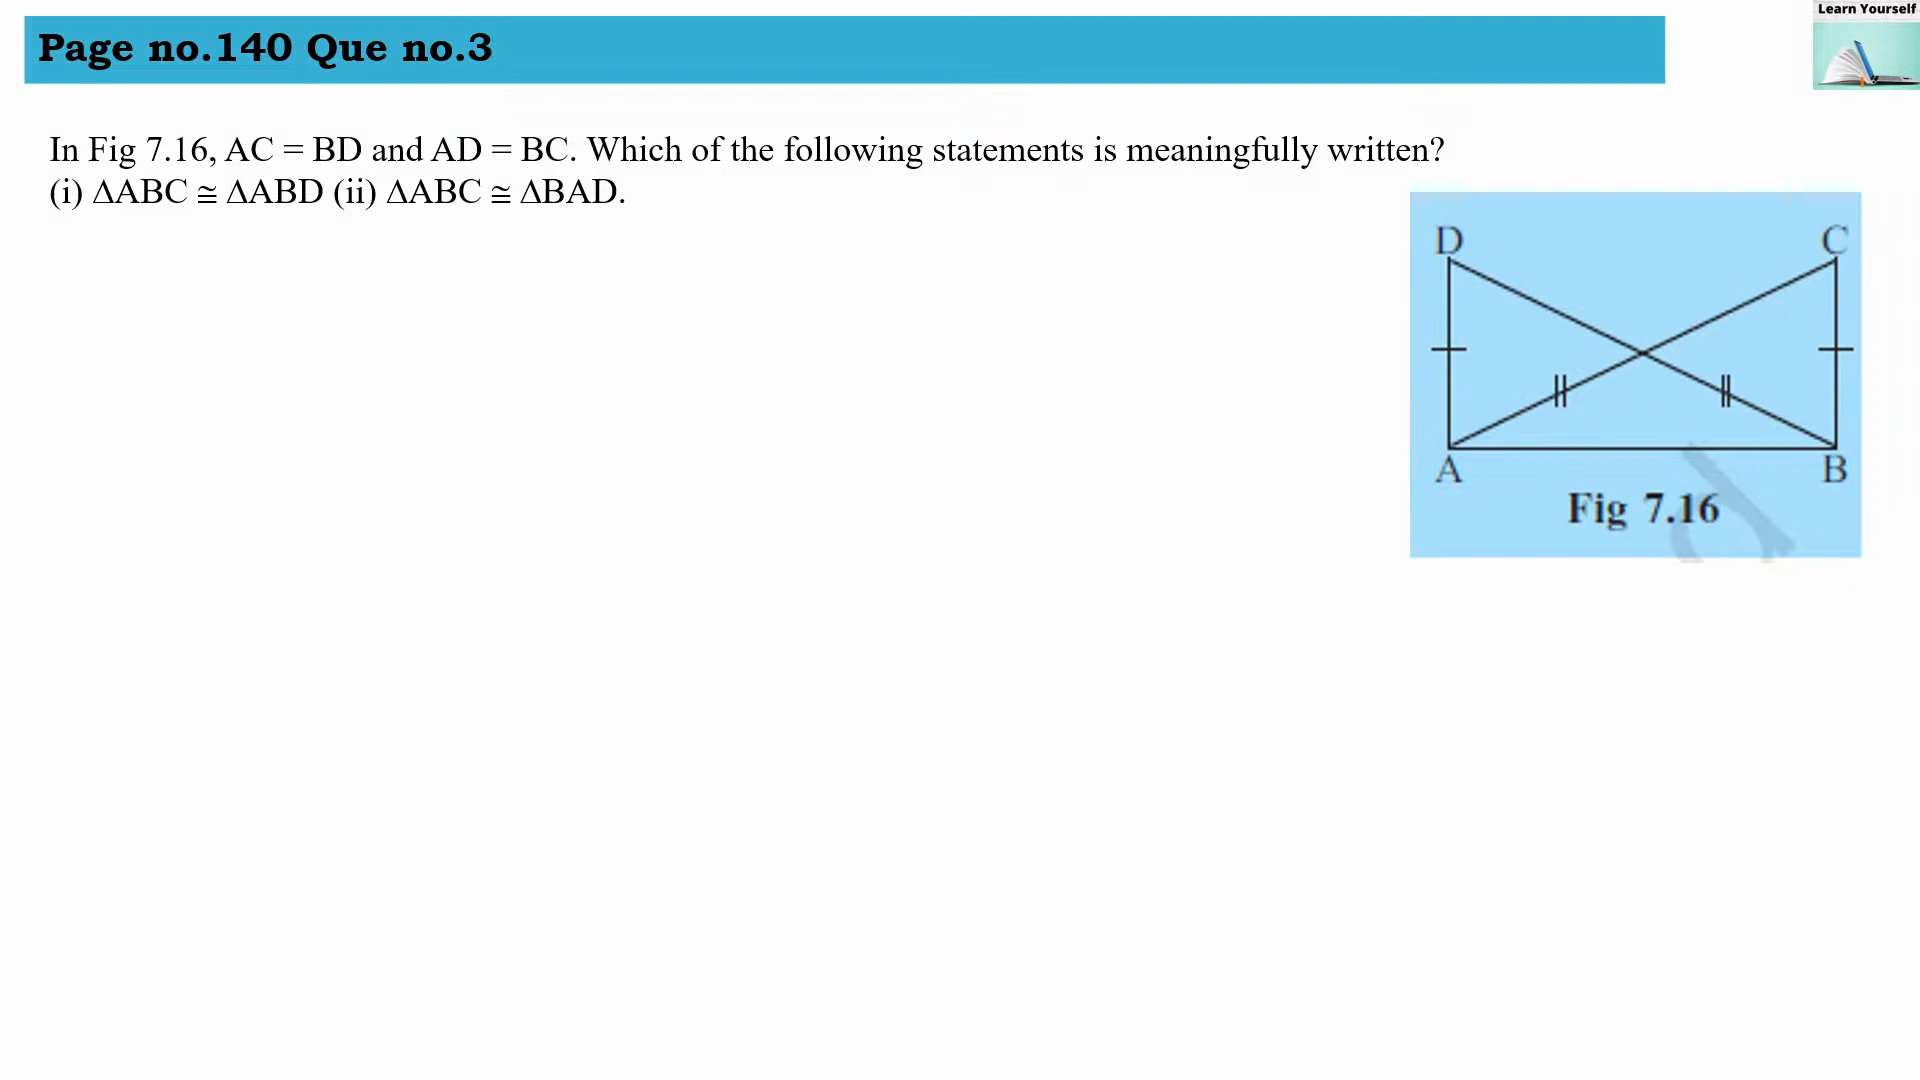 Learn Yourself
Page no.140 Que no.3
In Fig 7.16, AC = BD and AD = BC. Which of the following statements is meaningfully written?
(i) ΔABC ≅ ΔABD (ii) ΔABC ≅ ΔBAD.
D C
A B
Fig 7.16